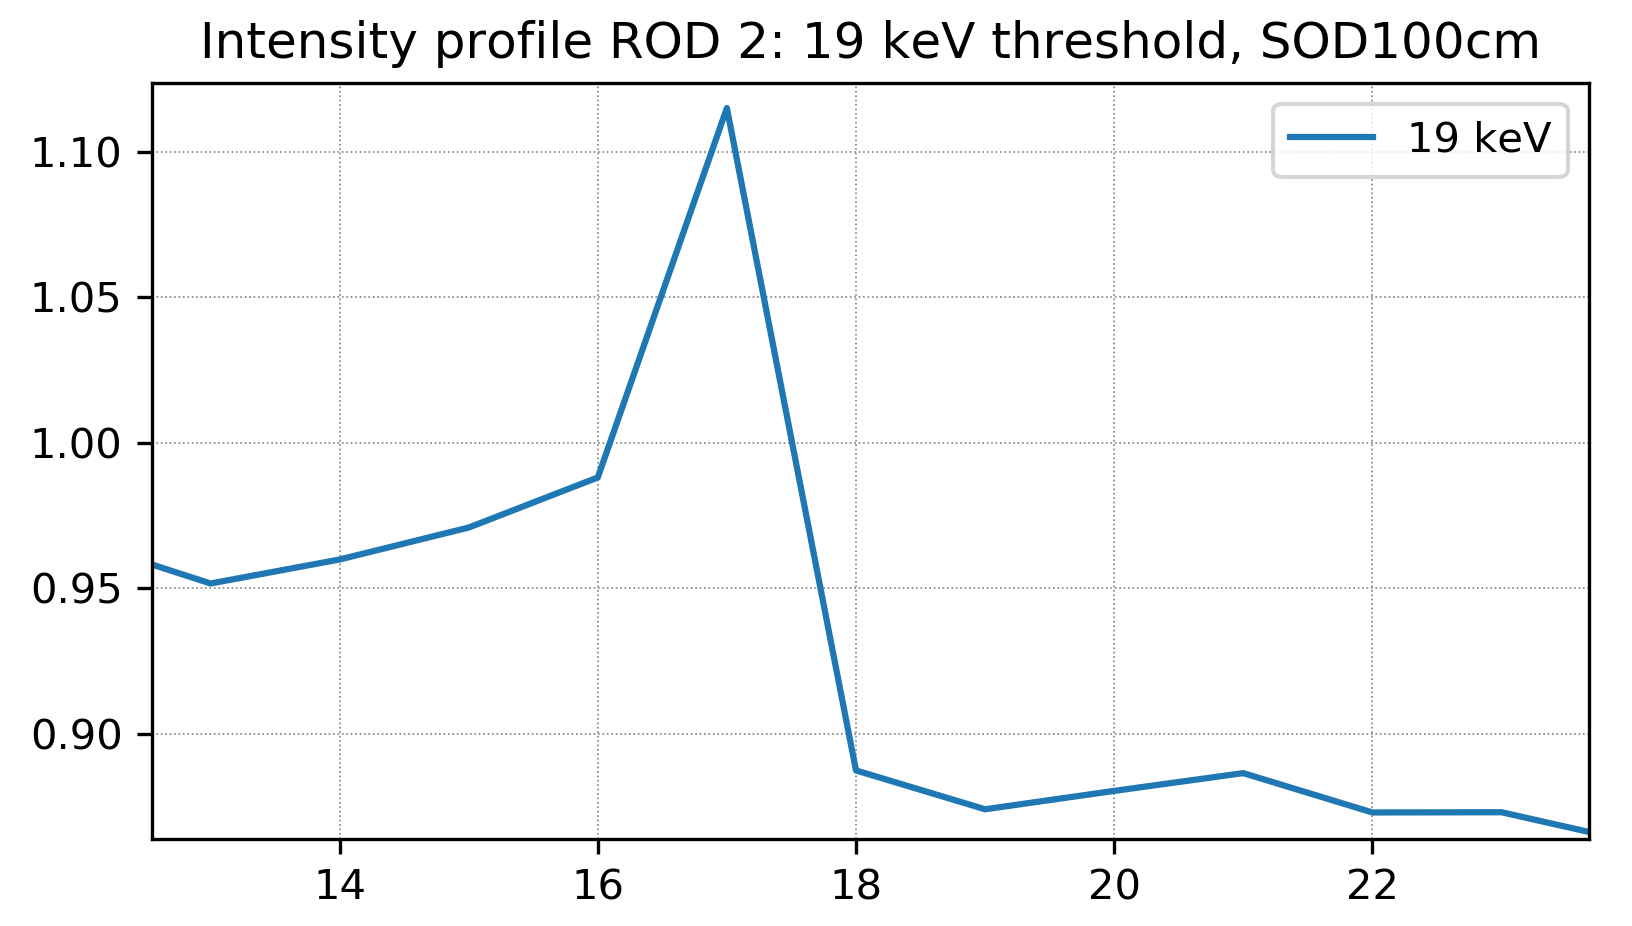 Intensity profile ROD 2: 19 keV threshold, SOD100cm
19 keV
1.10
1.05
1.00
0.95
0.90
14 16 18 20 22